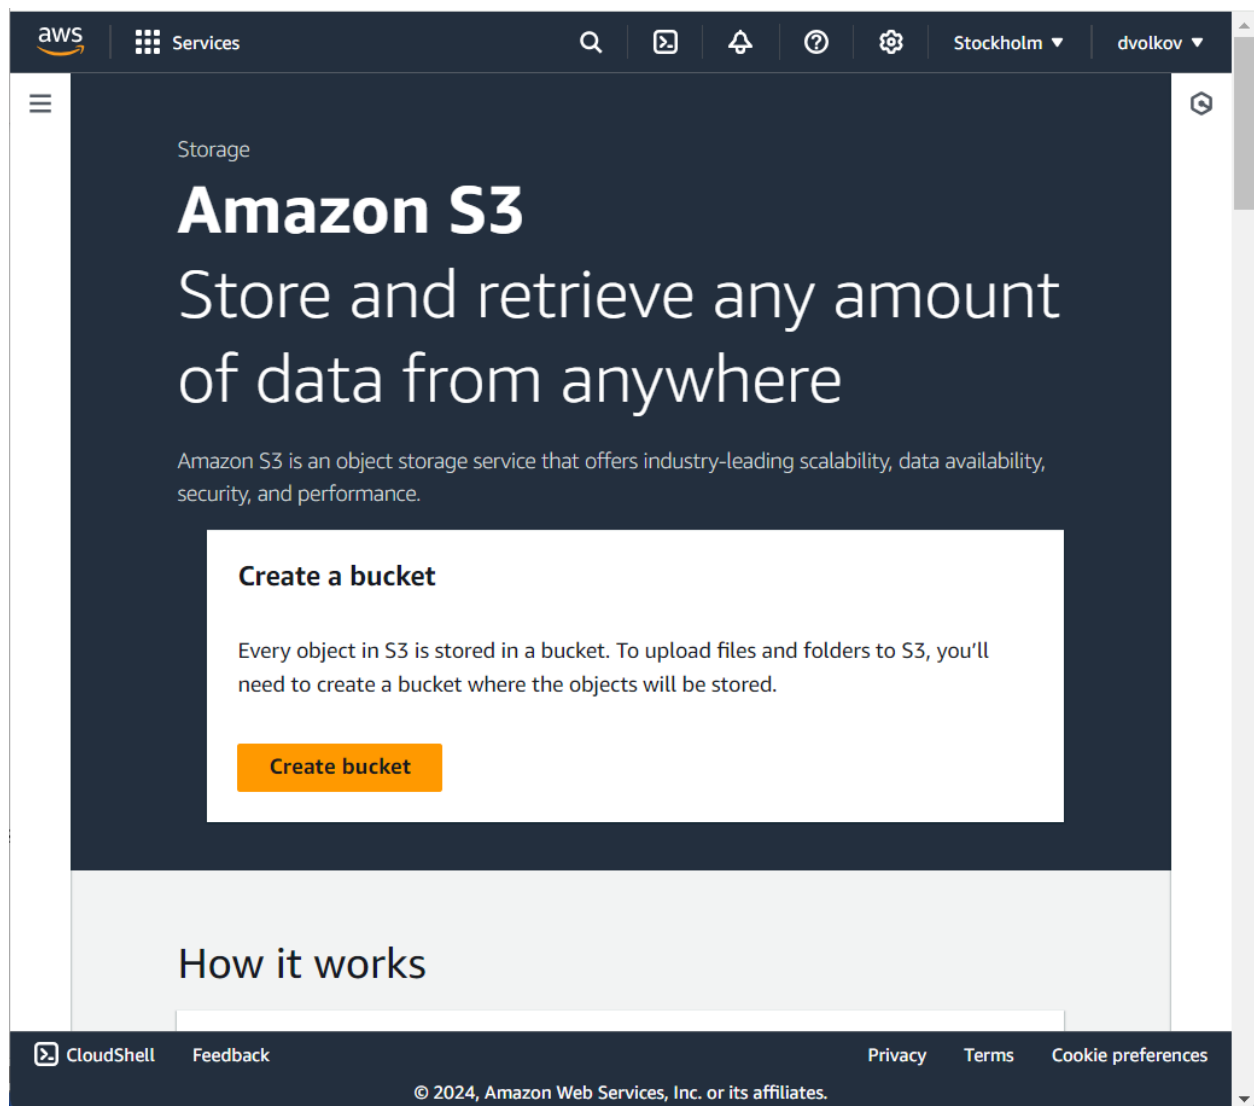 aws
Services
Stockholm
dvolkov
Storage
Amazon S3
Store and retrieve any amount
of data from anywhere
Amazon S3 is an object storage service that offers industry-leading scalability, data availability,
security, and performance.
Create a bucket
Every object in S3 is stored in a bucket. To upload files and folders to S3, you’ll
need to create a bucket where the objects will be stored.
Create bucket
How it works
CloudShell
Feedback
Privacy
Terms
Cookie preferences
© 2024, Amazon Web Services, Inc. or its affiliates.